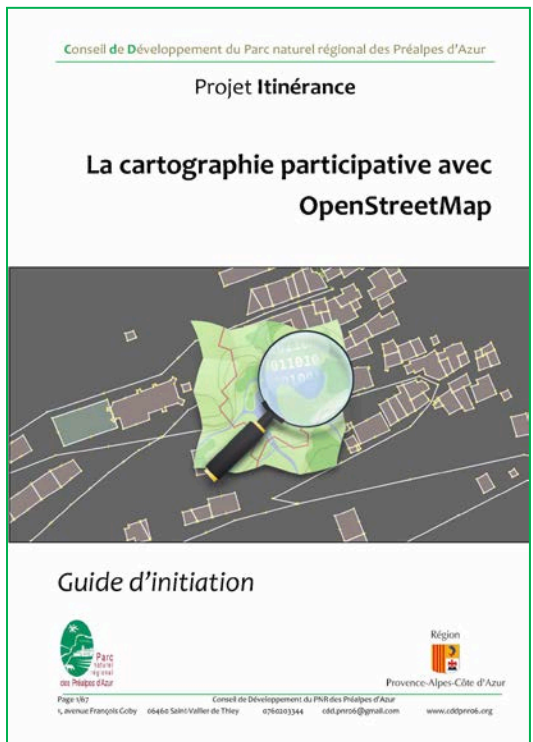 Conseil de Développement du Parc naturel régional des Préalpes d'Azur
Projet Itinérance
La cartographie participative avec
OpenStreetMap
011010
Guide d'initiation
Parc
naturel
régional
des Préalpes d'Azur
Région
Provence-Alpes-Côte d'Azur
Page 1/67 Conseil de Développement du PNR des Préalpes d'Azur
1, avenue François Goby 06460 Saint-Vallier de Thiey 0760203344 cdd.pnr06@gmail.com www.cddpnr06.org